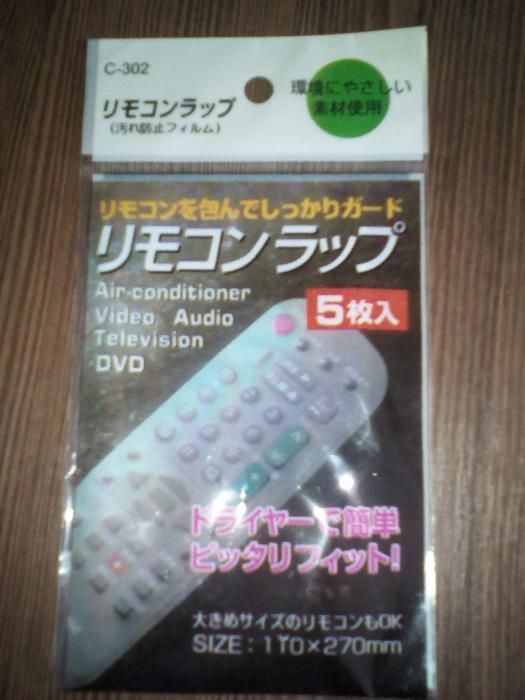 C-302
リモコンラップ
(汚れ防止フィルム)
環境にやさしい
素材使用
リモコンを包んでしっかりガード
リモコンラップ
Air-conditioner
Video Audio
Television
DVD
5枚入
ドライヤーで簡単
ピッタリフィット!
大きめサイズのリモコンもOK
SIZE : 110×270mm